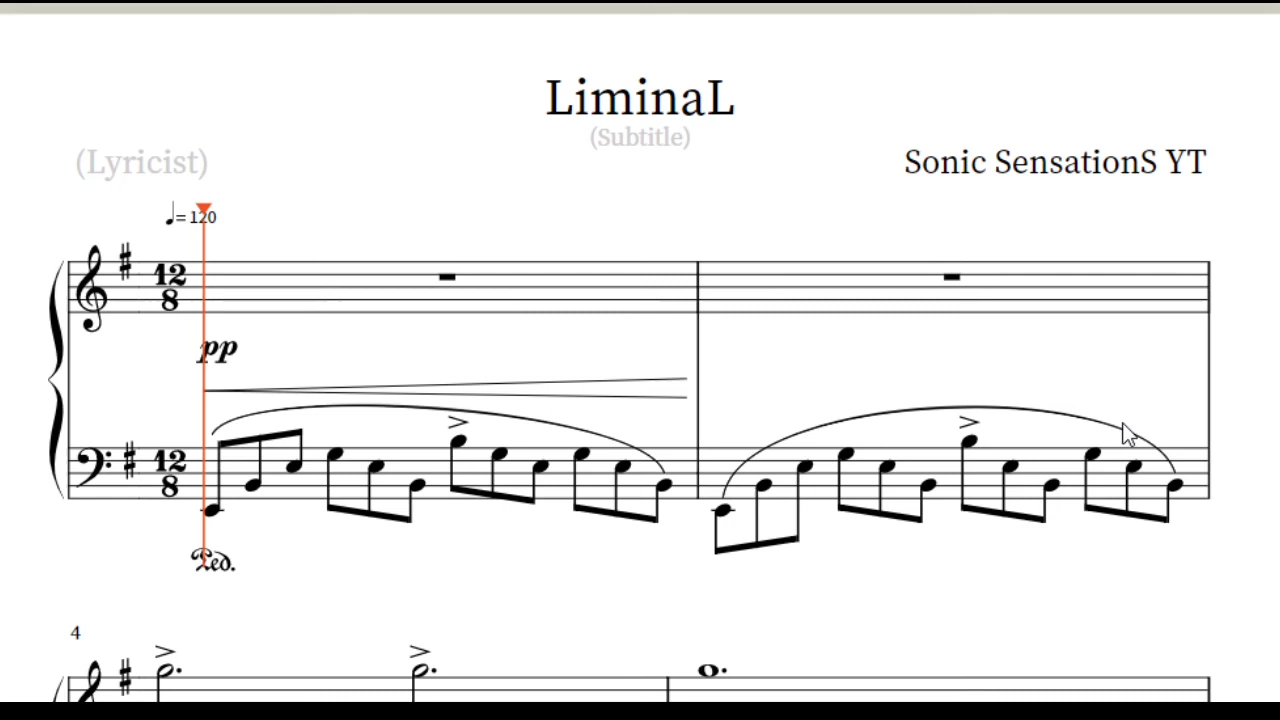 LiminaL
(Subtitle)
(Lyricist)
Sonic SensationS YT
♩= 120
12
8
pp
12
8
Ped.
4